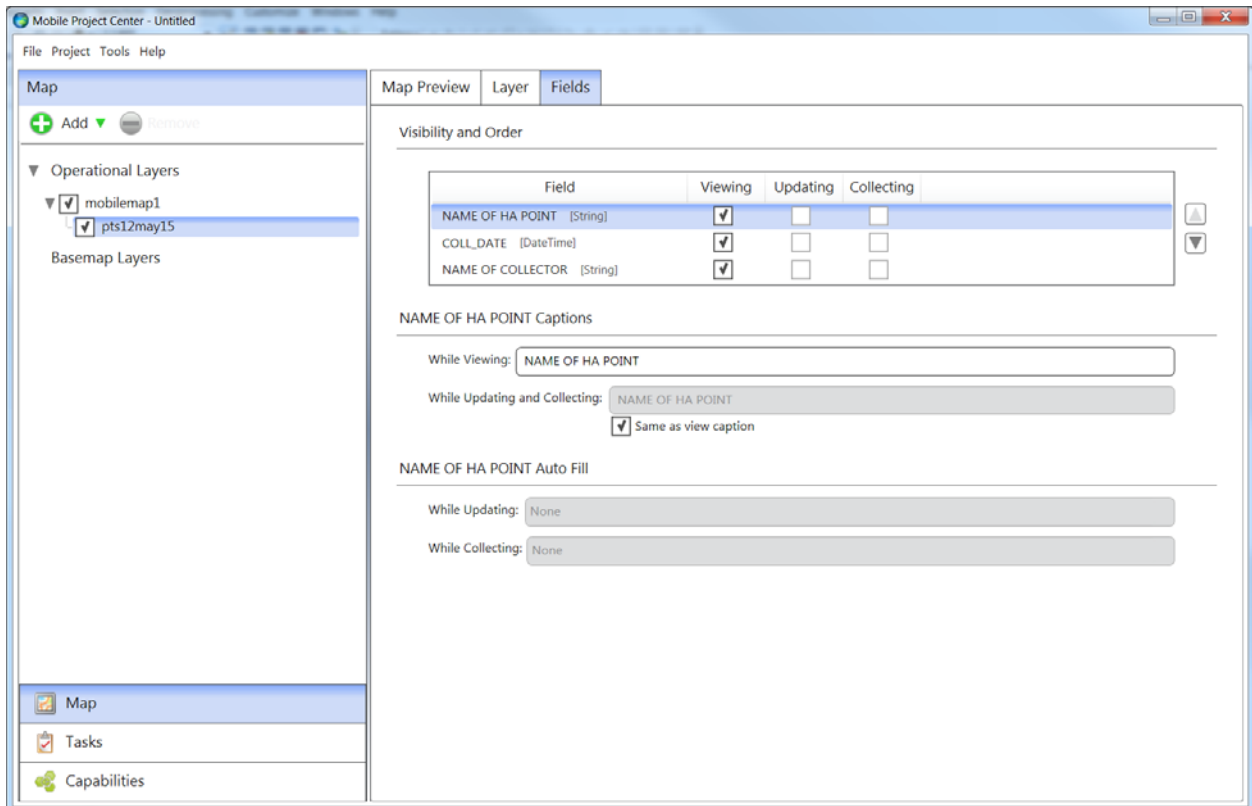 Mobile Project Center - Untitled
File Project Tools Help
Map
Add Remove
Operational Layers
mobilemap1
pts12may15
Basemap Layers
Map
Tasks
Capabilities
Map Preview Layer Fields
Visibility and Order
Field Viewing Updating Collecting
NAME OF HA POINT [String]
COLL_DATE [DateTime]
NAME OF COLLECTOR [String]
NAME OF HA POINT Captions
While Viewing: NAME OF HA POINT
While Updating and Collecting: NAME OF HA POINT
Same as view caption
NAME OF HA POINT Auto Fill
While Updating: None
While Collecting: None